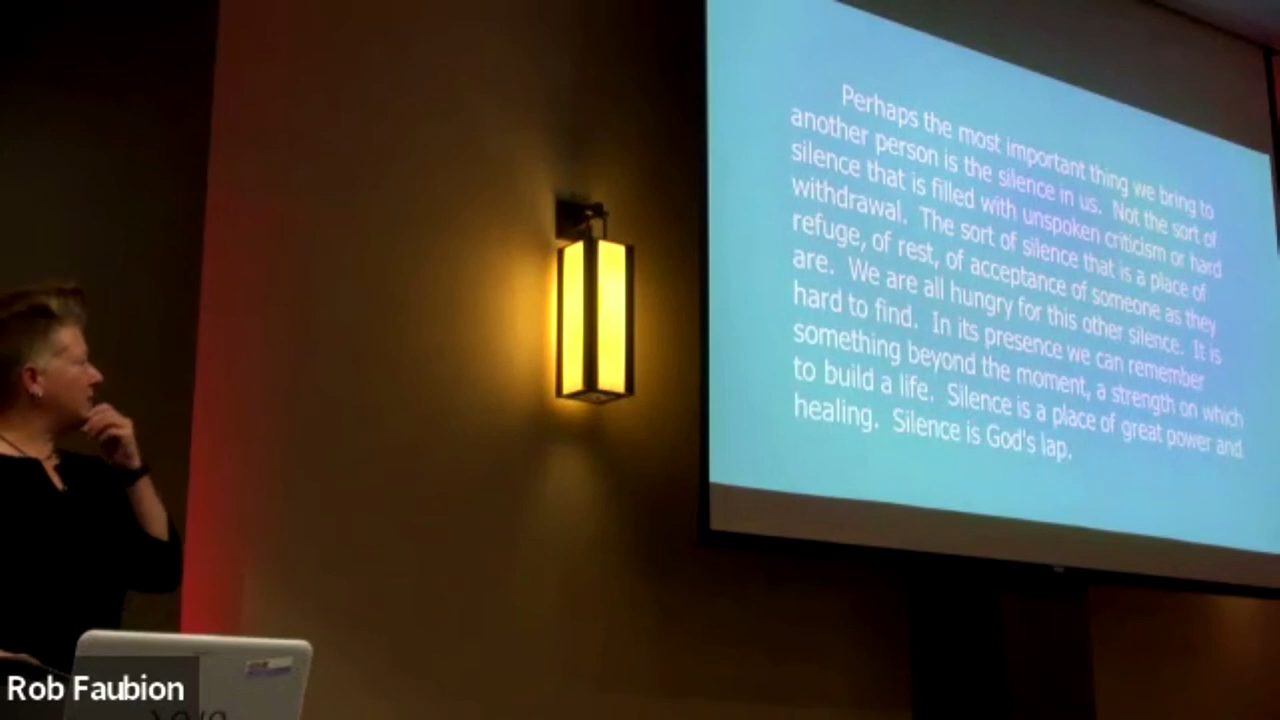 Perhaps the most important thing we bring to
another person is the silence in us. Not the sort of
silence that is filled with unspoken criticism or hard
withdrawal. The sort of silence that is a place of
refuge, of rest, of acceptance of someone as they
are. We are all hungry for this other silence. It is
hard to find. In its presence we can remember
something beyond the moment, a strength on which
to build a life. Silence is a place of great power and
healing. Silence is God's lap.
Rob Faubion